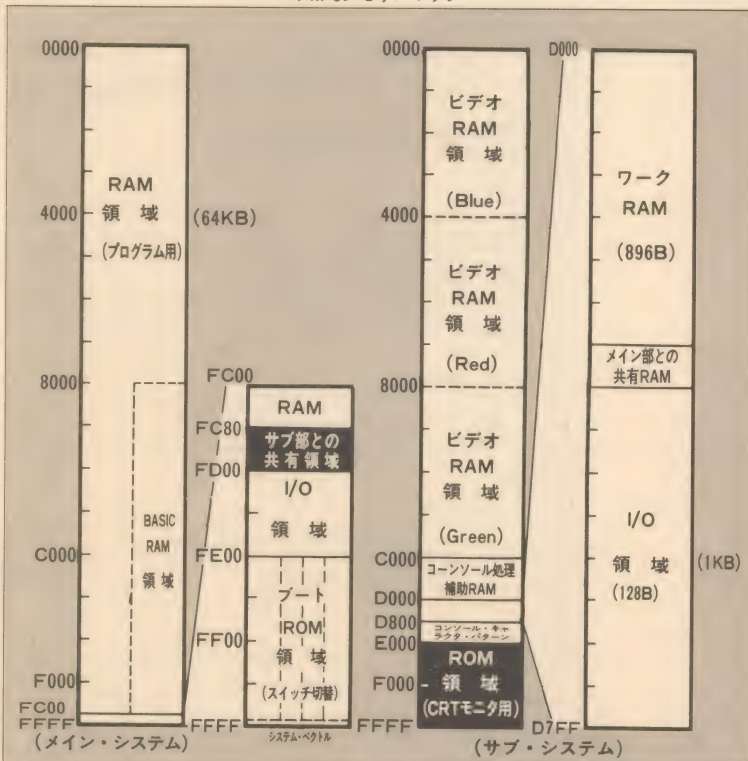 0000
RAM
領域
(プログラム用)
4000
(64KB)
8000
BASIC
RAM
領域
C000
F000
FC00
FFFF
(メイン・システム)
FC00
RAM
FC80
サブ部との
共有領域
FD00
I/O
領域
FE00
ブート
ROM
領域
(スイッチ切替)
FF00
FFFF
システム・ベクトル
0000
ビデオ
RAM
領域
(Blue)
4000
ビデオ
RAM
領域
(Red)
8000
ビデオ
RAM
領域
(Green)
C000
コーンソール処理
補助RAM
D000
D800
コンソール・キャ
ラクタ・パターン
E000
ROM
領域
(CRTモニタ用)
F000
FFFF
(サブ・システム)
D000
ワーク
RAM
(896B)
メイン部との
共有RAM
I/O
領域
(128B)
(1KB)
D7FF